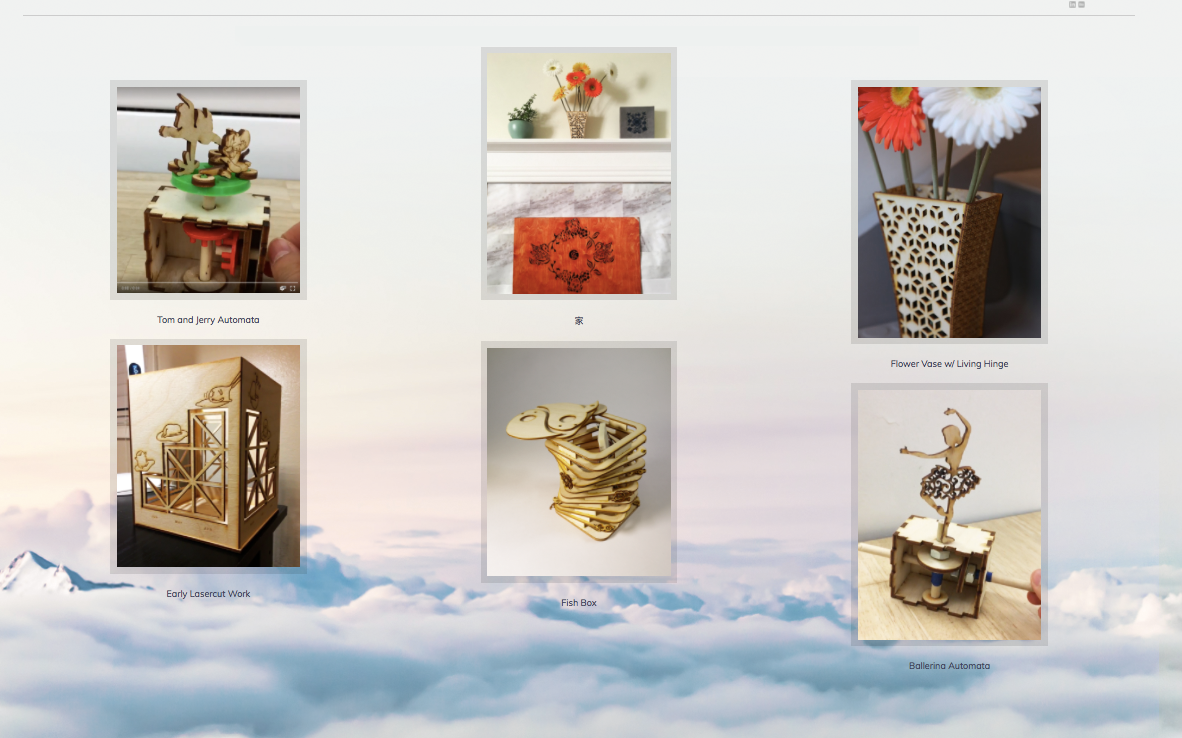 Tom and Jerry Automata
家
Flower Vase w/ Living Hinge
Early Lasercut Work
Fish Box
Ballerina Automata